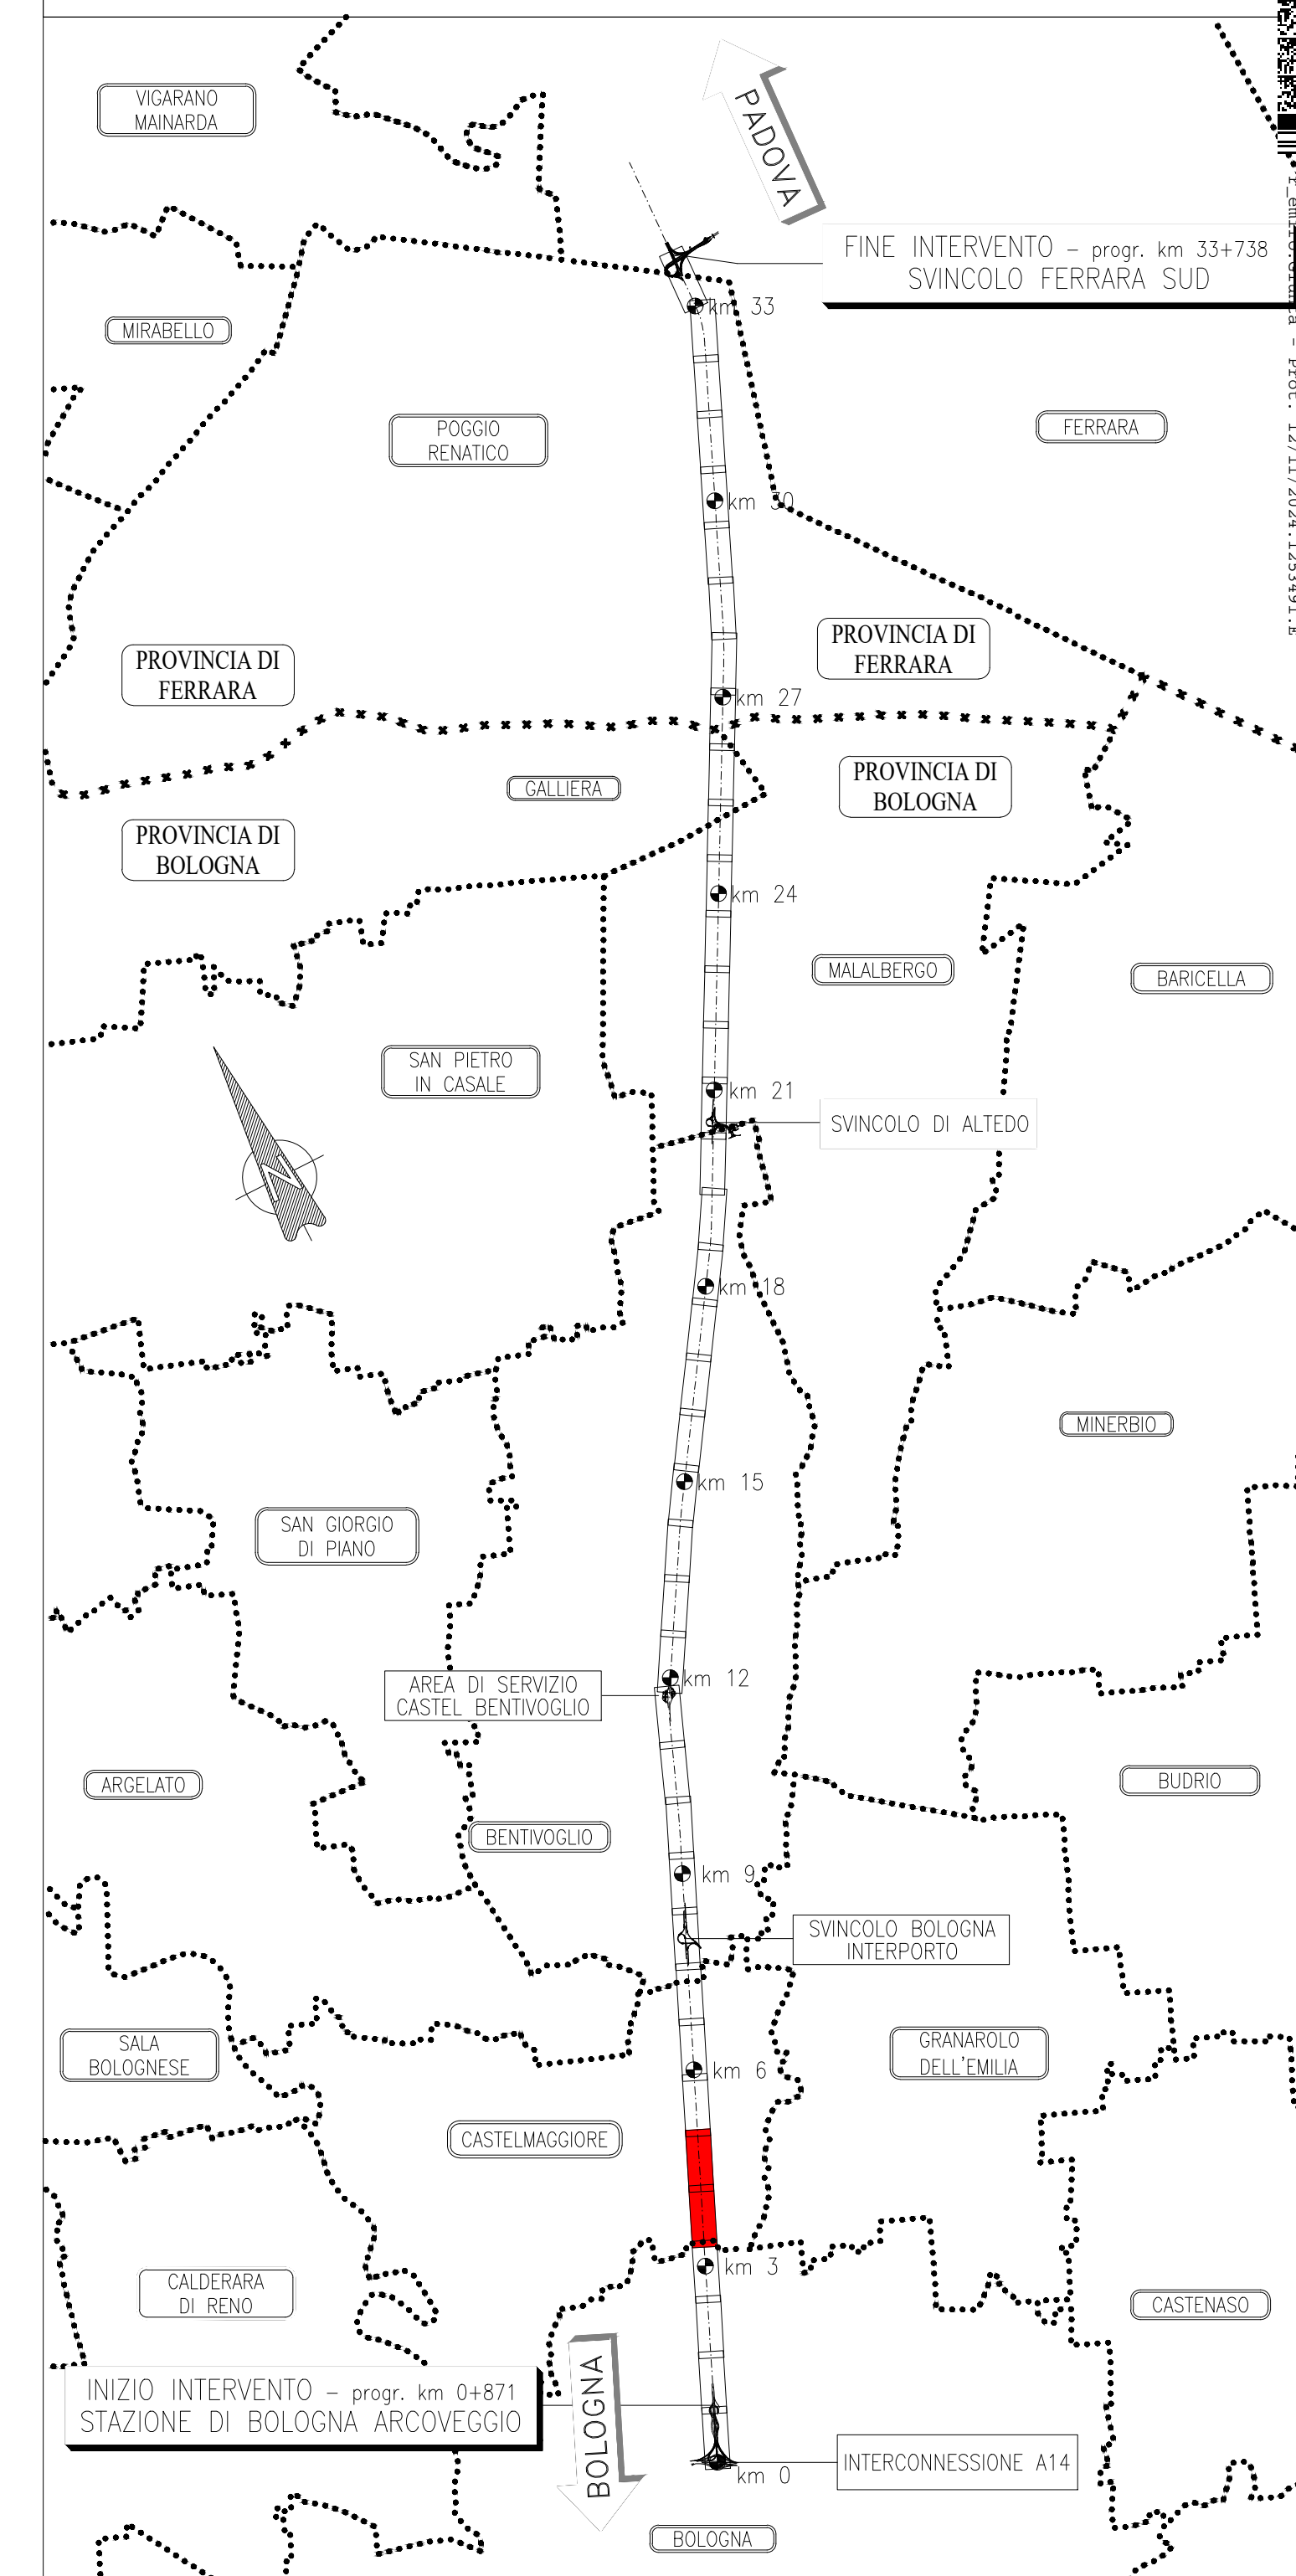 VIGARANO
MAINARDA
PADOVA
FINE INTERVENTO – progr. km 33+738
SVINCOLO FERRARA SUD
km 33
MIRABELLO
POGGIO
RENATICO
FERRARA
km 30
PROVINCIA DI
FERRARA
PROVINCIA DI
FERRARA
km 27
GALLIERA
PROVINCIA DI
BOLOGNA
PROVINCIA DI
BOLOGNA
km 24
MALALBERGO
BARICELLA
SAN PIETRO
IN CASALE
km 21
SVINCOLO DI ALTEDO
N
km 18
MINERBIO
km 15
SAN GIORGIO
DI PIANO
km 12
AREA DI SERVIZIO
CASTEL BENTIVOGLIO
ARGELATO
BUDRIO
BENTIVOGLIO
km 9
SVINCOLO BOLOGNA
INTERPORTO
SALA
BOLOGNESE
GRANAROLO
DELL'EMILIA
km 6
CASTELMAGGIORE
km 3
CALDERARA
DI RENO
CASTENASO
INIZIO INTERVENTO – progr. km 0+871
STAZIONE DI BOLOGNA ARCOVEGGIO
BOLOGNA
INTERCONNESSIONE A14
km 0
BOLOGNA